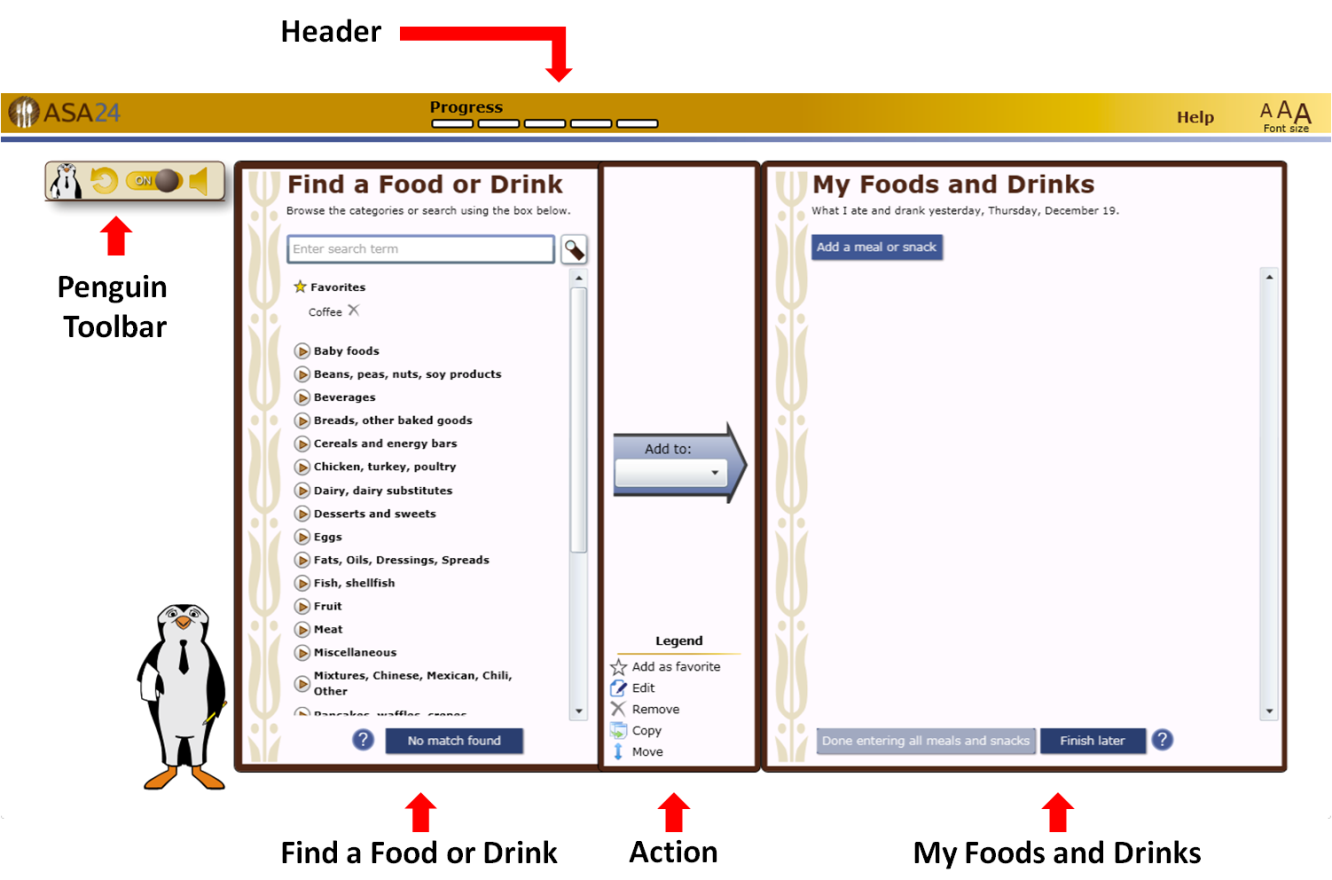 Header
ASA24
Progress
Help
A A A
Font size
ON
Penguin
Toolbar
Find a Food or Drink
Browse the categories or search using the box below.
Enter search term
Favorites
Coffee
Baby foods
Beans, peas, nuts, soy products
Beverages
Breads, other baked goods
Cereals and energy bars
Chicken, turkey, poultry
Dairy, dairy substitutes
Desserts and sweets
Eggs
Fats, Oils, Dressings, Spreads
Fish, shellfish
Fruit
Meat
Miscellaneous
Mixtures, Chinese, Mexican, Chili,
Other
Pancakes, waffles, crepes
? No match found
Add to:
Legend
Add as favorite
Edit
Remove
Copy
Move
My Foods and Drinks
What I ate and drank yesterday, Thursday, December 19.
Add a meal or snack
Done entering all meals and snacks Finish later ?
Find a Food or Drink
Action
My Foods and Drinks